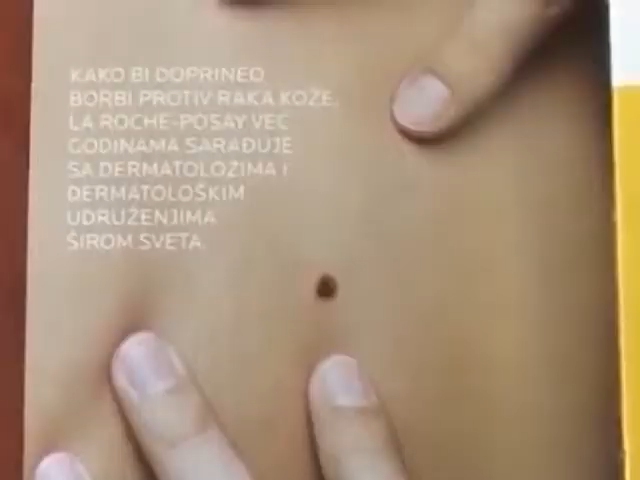 KAKO BI DOPRINEO
BORBI PROTIV RAKA KOŽE,
LA ROCHE-POSAY VEĆ
GODINAMA SARAĐUJE
SA DERMATOLOZIMA I
DERMATOLOŠKIM
UDRUŽENJIMA
ŠIROM SVETA.